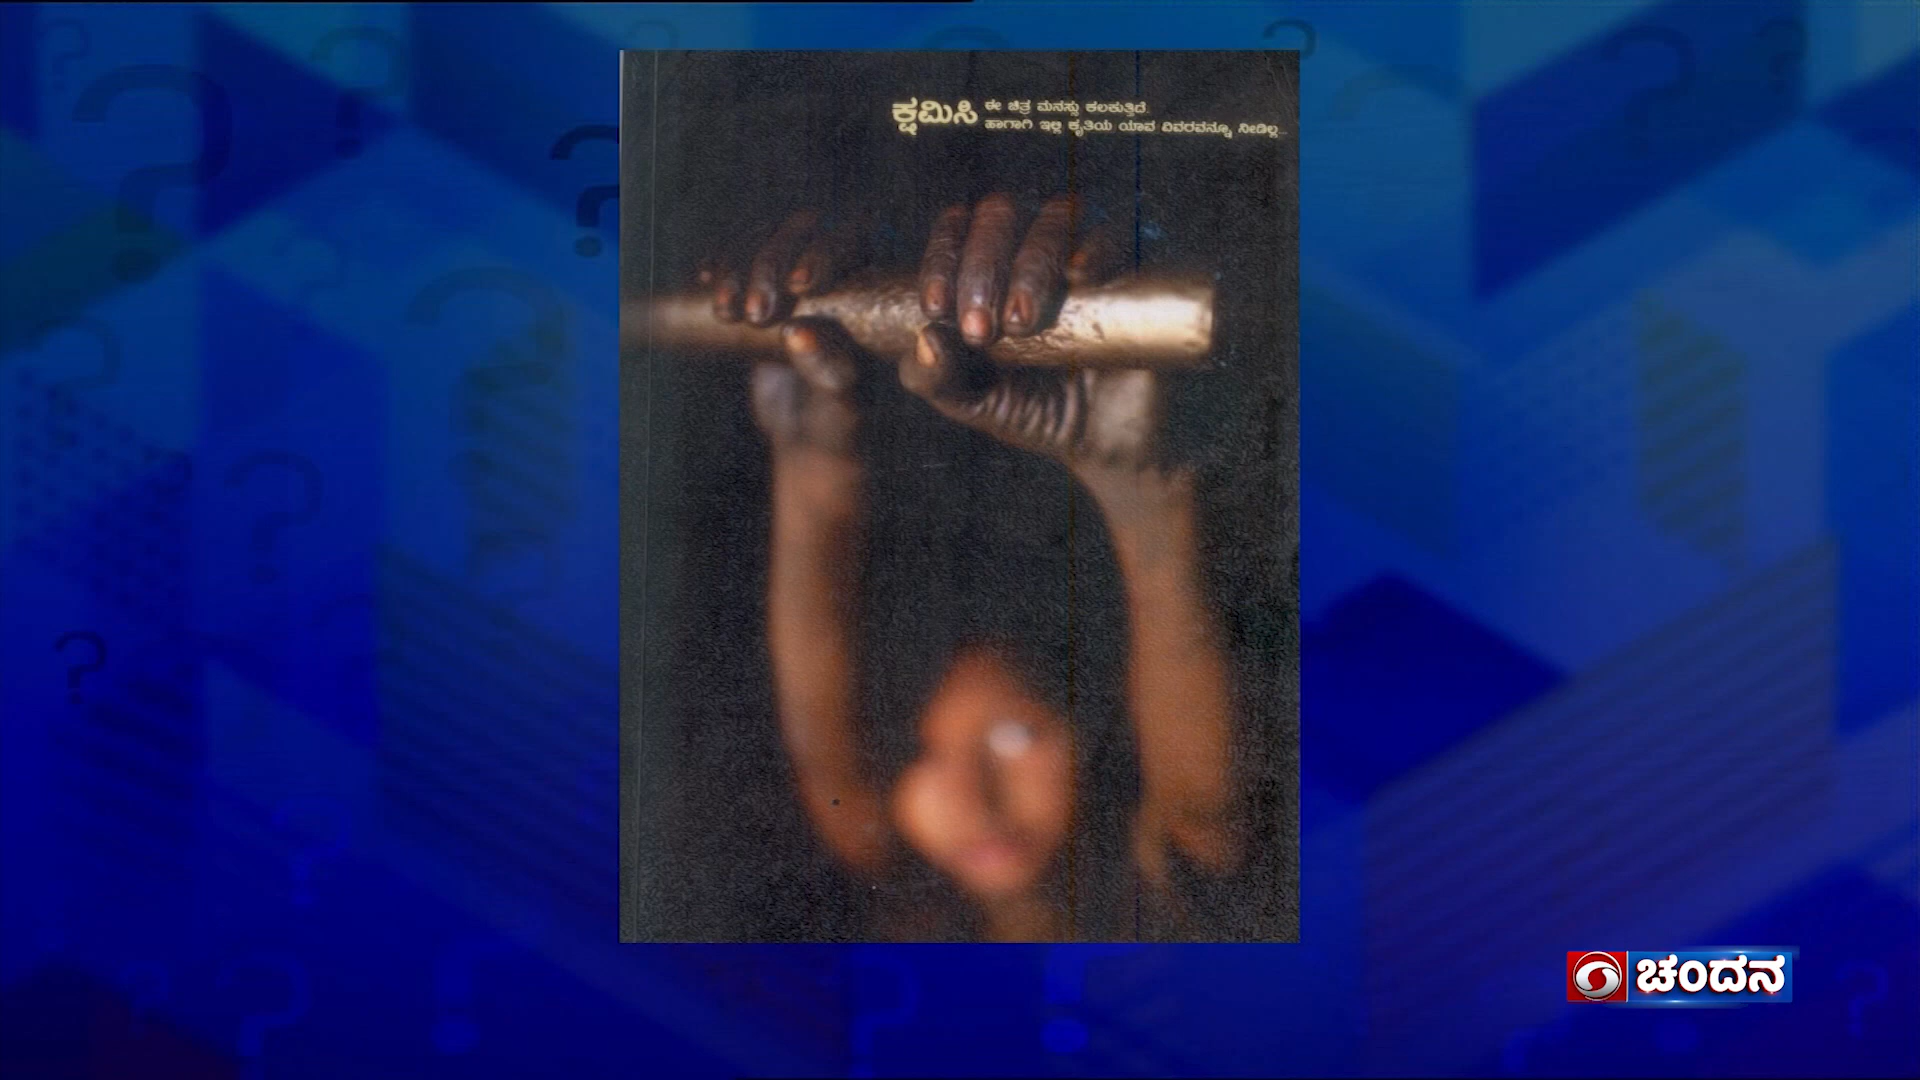 ಕ್ಷಮಿಸಿ ಈ ಚಿತ್ರ ಮನಸ್ಸು ಕಲಕುತ್ತಿದೆ.
ಹಾಗಾಗಿ ಇಲ್ಲಿ ಕೃತಿಯ ಯಾವ ವಿವರವನ್ನೂ ನೀಡಿಲ್ಲ...
ಚಂದನ